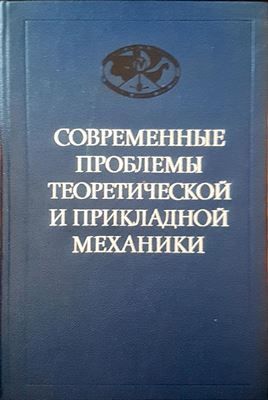 СОВРЕМЕННЫЕ
ПРОБЛЕМЫ
ТЕОРЕТИЧЕСКОЙ
И ПРИКЛАДНОЙ
МЕХАНИКИ